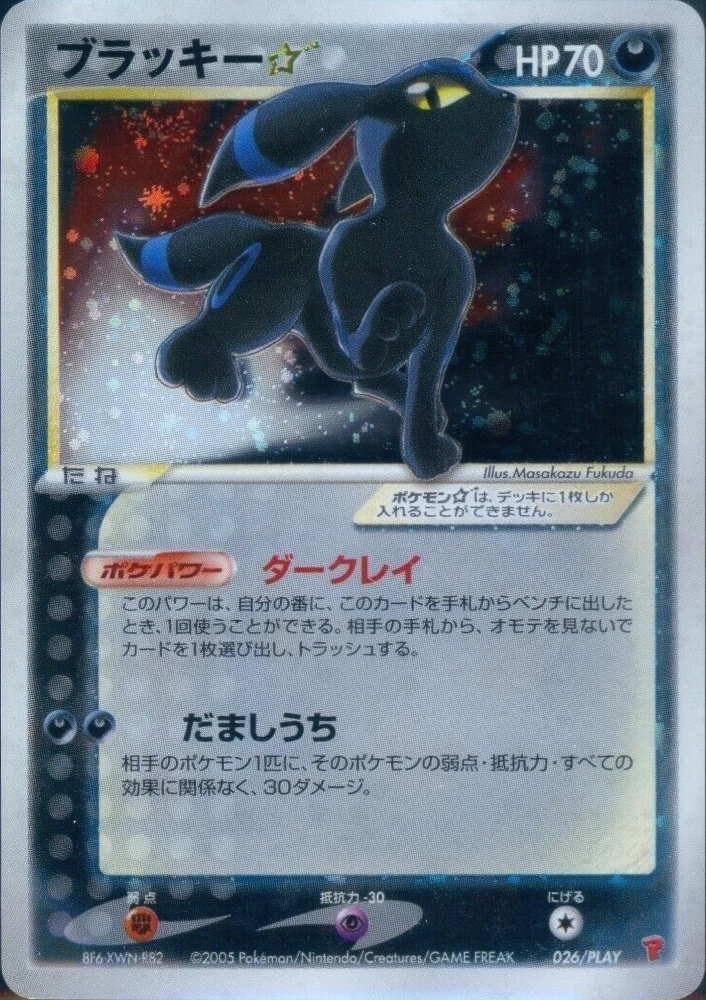 ブラッキー☆
HP70
たね
Illus.Masakazu Fukuda
ポケモン☆は、デッキに1枚しか
入れることができません。
ポケパワー ダークレイ
このパワーは、自分の番に、このカードを手札からベンチに出した
とき、1回使うことができる。相手の手札から、オモテを見ないで
カードを1枚選び出し、トラッシュする。
だましうち
相手のポケモン1匹に、そのポケモンの弱点・抵抗力・すべての
効果に関係なく、30ダメージ。
弱点 抵抗力 -30 にげる
©2005 Pokémon/Nintendo/Creatures/GAME FREAK 026/PLAY